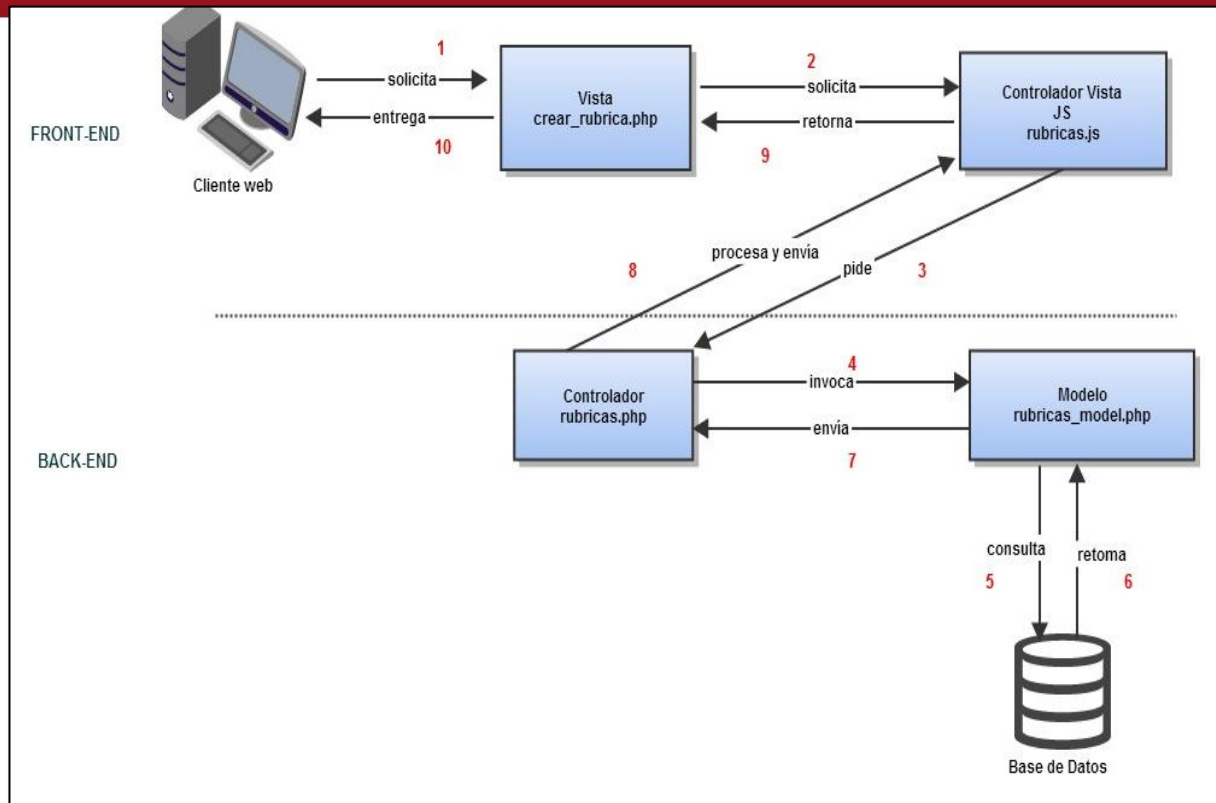 1
2
solicita
solicita
Vista
crear_rubrica.php
Controlador Vista
JS
rubricas.js
entrega
retorna
FRONT-END
10
9
Cliente web
procesa y envía
8
pide
3
4
invoca
Controlador
rubricas.php
Modelo
rubricas_model.php
envía
BACK-END
7
consulta
retorna
5
6
Base de Datos